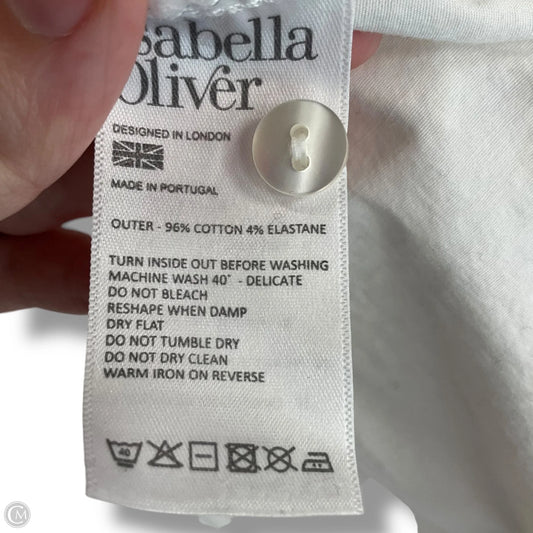 sabella
Oliver
DESIGNED IN LONDON
MADE IN PORTUGAL
OUTER - 96% COTTON 4% ELASTANE
TURN INSIDE OUT BEFORE WASHING
MACHINE WASH 40° - DELICATE
DO NOT BLEACH
RESHAPE WHEN DAMP
DRY FLAT
DO NOT TUMBLE DRY
DO NOT DRY CLEAN
WARM IRON ON REVERSE
40
CM